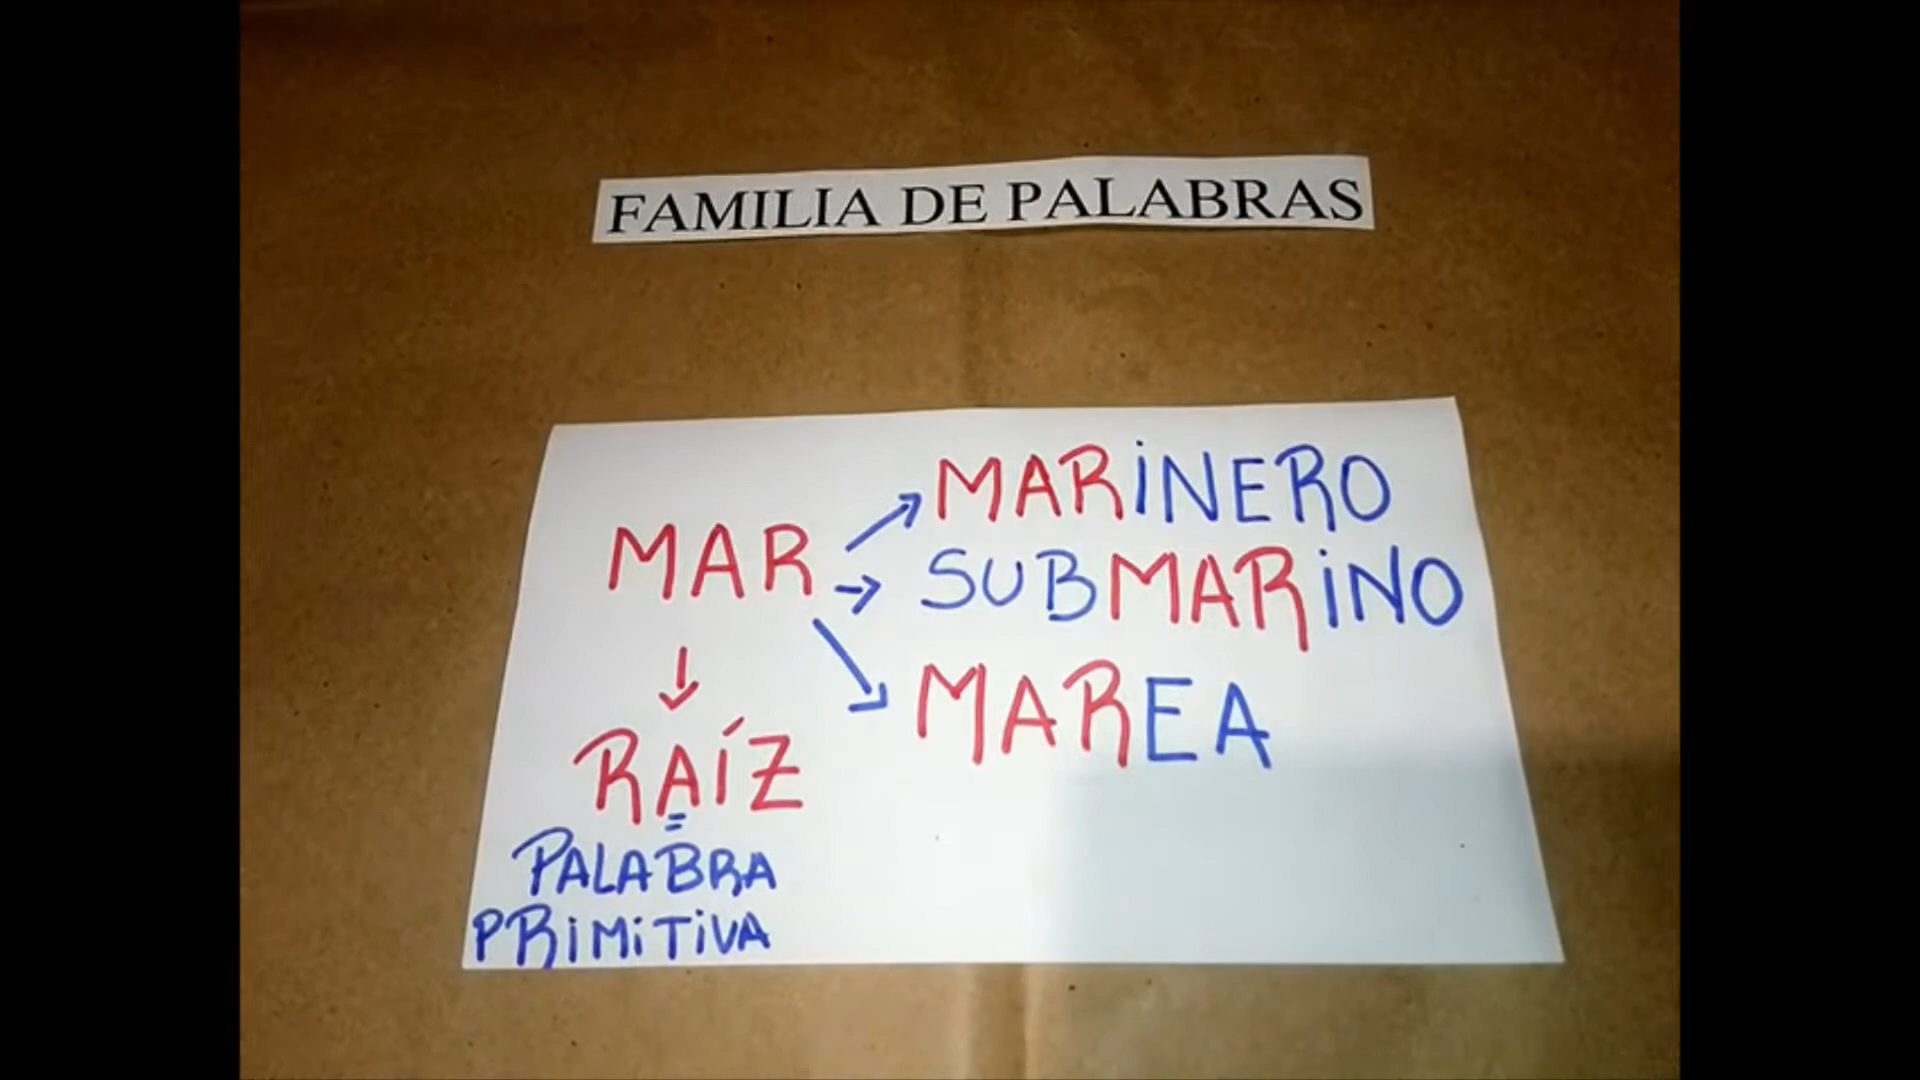 FAMILIA DE PALABRAS
MARiNERO
MAR
SUBMARiNO
MAREA
RAÍZ
=
PALABRA
PRiMiTiVA